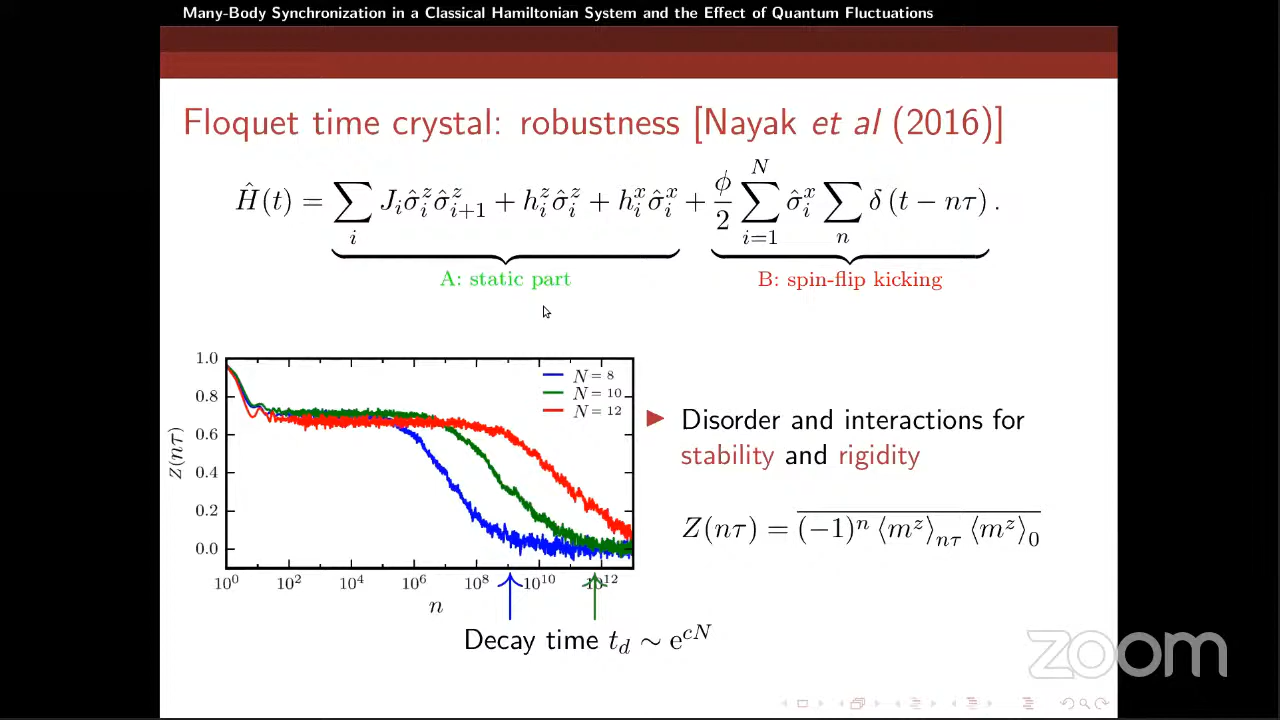 Many-Body Synchronization in a Classical Hamiltonian System and the Effect of Quantum Fluctuations
Floquet time crystal: robustness [Nayak et al (2016)]
Ĥ(t) = ∑_i J_i σ̂_i^z σ̂_{i+1}^z + h_i^z σ̂_i^z + h_i^x σ̂_i^x + ϕ/2 ∑_{i=1}^N σ̂_i^x ∑_n δ (t − nτ) .
A: static part
B: spin-flip kicking
1.0
0.8
0.6
0.4
0.2
0.0
Z(nτ)
N = 8
N = 10
N = 12
10^0 10^2 10^4 10^6 10^8 10^10 10^12
n
Decay time t_d ∼ e^{cN}
Disorder and interactions for
stability and rigidity
Z(nτ) = \overline{(−1)^n ⟨m^z⟩_{nτ} ⟨m^z⟩_0}
zoom